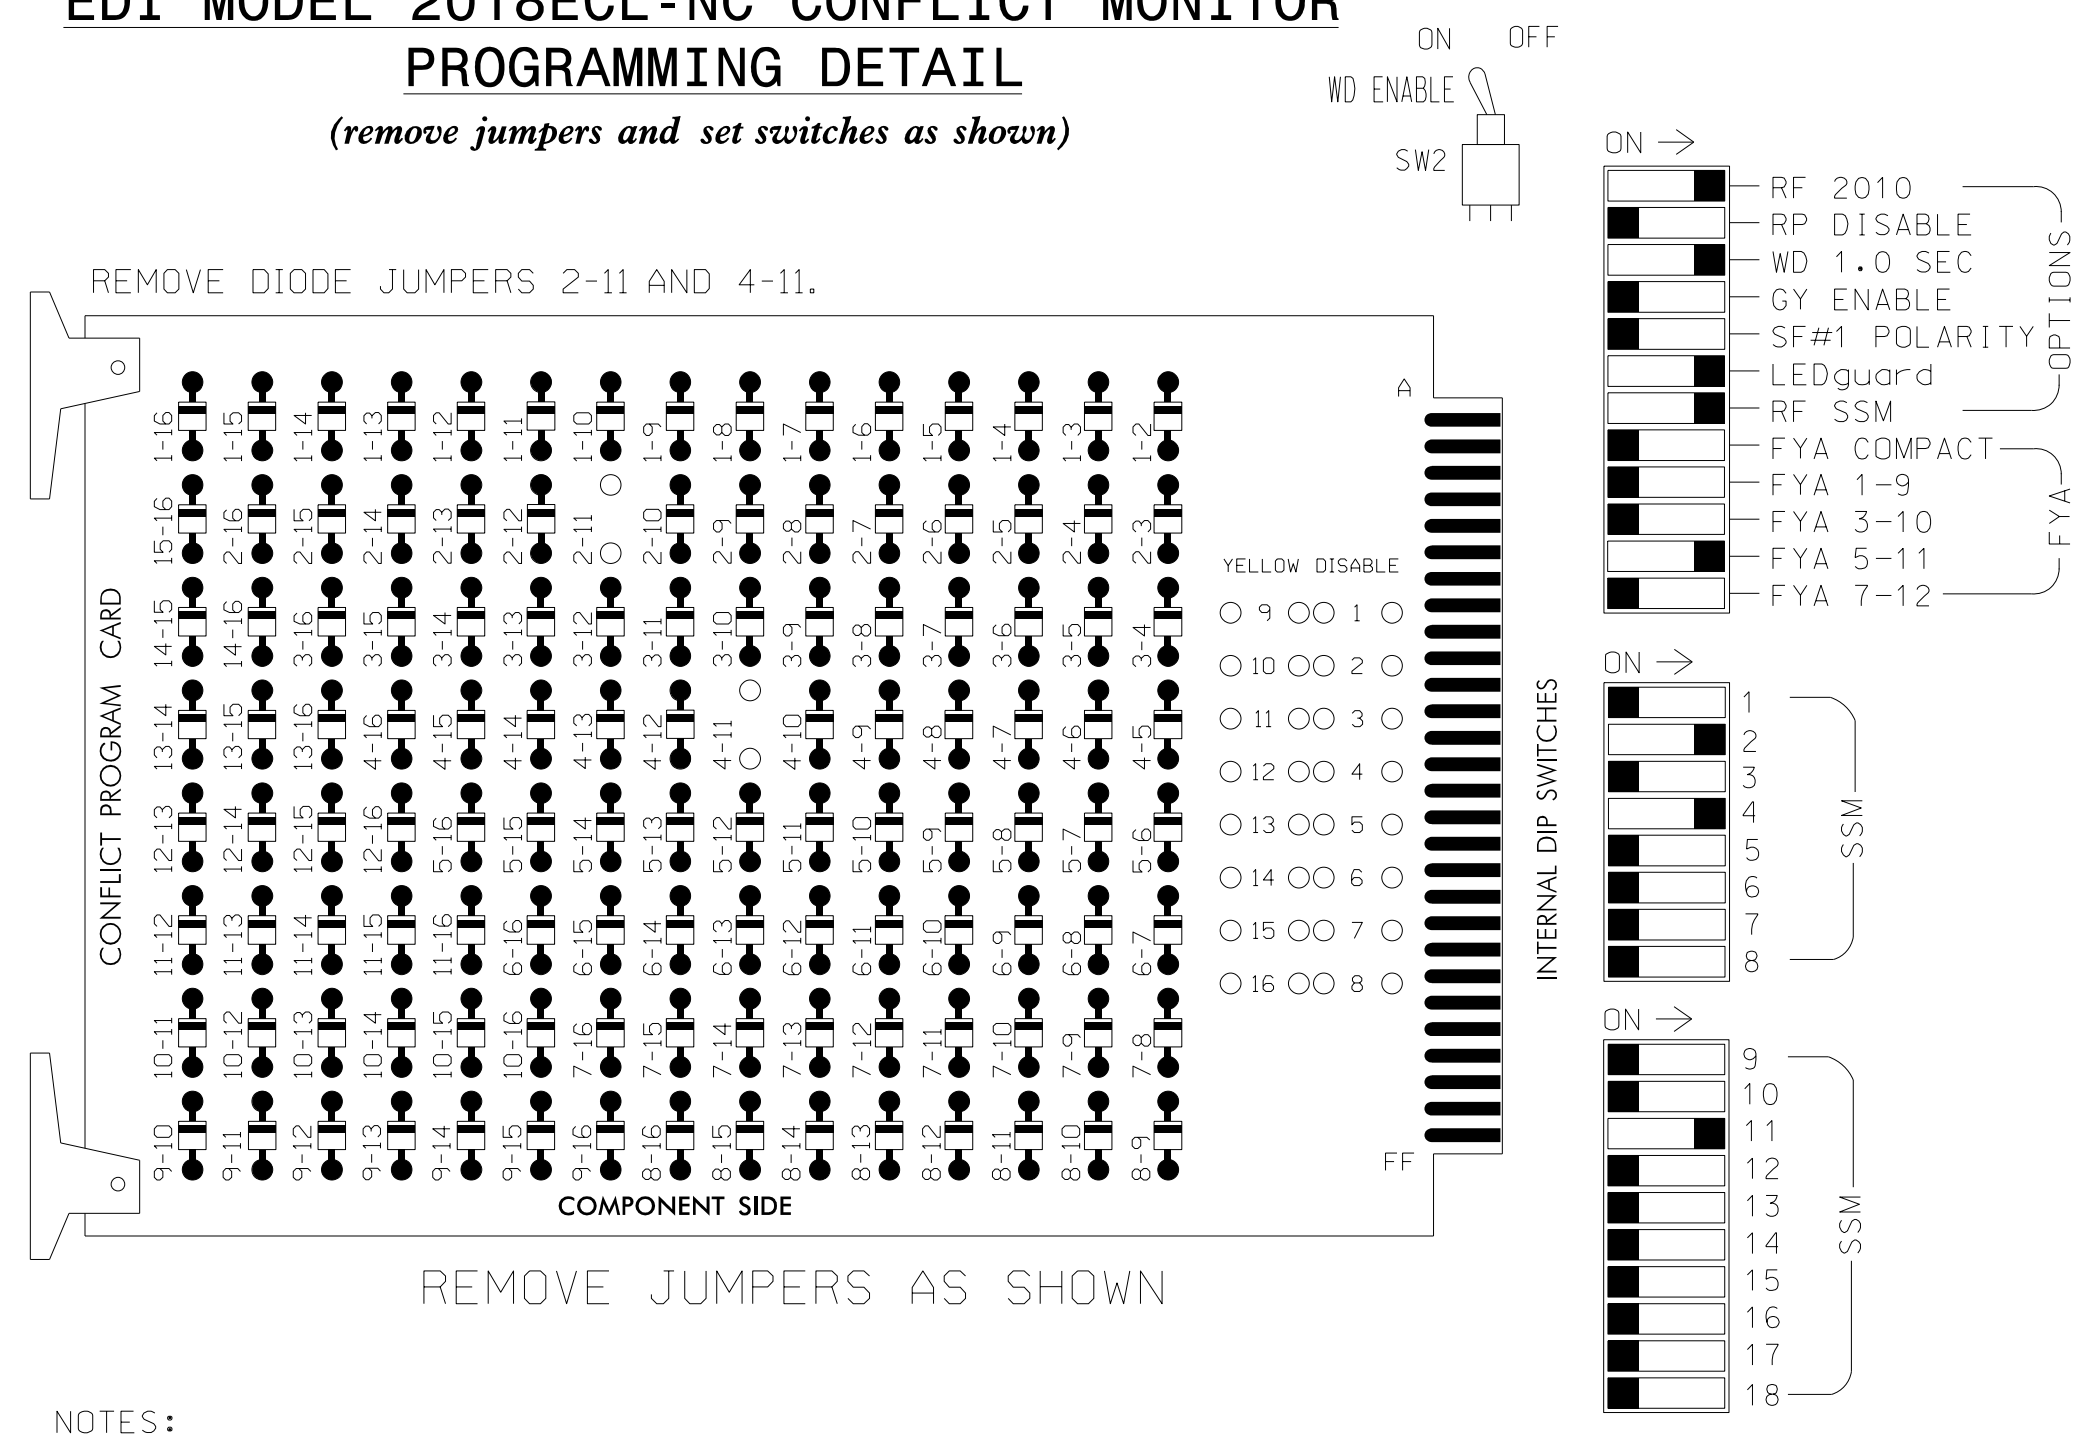 EDI MODEL 2018ECL-NC CONFLICT MONITOR
PROGRAMMING DETAIL
(remove jumpers and set switches as shown)
ON OFF
WD ENABLE
SW2
REMOVE DIODE JUMPERS 2-11 AND 4-11.
1-16 1-15 1-14 1-13 1-12 1-11 1-10 1-9 1-8 1-7 1-6 1-5 1-4 1-3 1-2
15-16 2-16 2-15 2-14 2-13 2-12 2-11 2-10 2-9 2-8 2-7 2-6 2-5 2-4 2-3
14-15 14-16 3-16 3-15 3-14 3-13 3-12 3-11 3-10 3-9 3-8 3-7 3-6 3-5 3-4
13-14 13-15 13-16 4-16 4-15 4-14 4-13 4-12 4-11 4-10 4-9 4-8 4-7 4-6 4-5
12-13 12-14 12-15 12-16 5-16 5-15 5-14 5-13 5-12 5-11 5-10 5-9 5-8 5-7 5-6
11-12 11-13 11-14 11-15 11-16 6-16 6-15 6-14 6-13 6-12 6-11 6-10 6-9 6-8 6-7
10-11 10-12 10-13 10-14 10-15 10-16 7-16 7-15 7-14 7-13 7-12 7-11 7-10 7-9 7-8
9-10 9-11 9-12 9-13 9-14 9-15 9-16 8-16 8-15 8-14 8-13 8-12 8-11 8-10 8-9
CONFLICT PROGRAM CARD
COMPONENT SIDE
A
FF
YELLOW DISABLE
9 1
10 2
11 3
12 4
13 5
14 6
15 7
16 8
REMOVE JUMPERS AS SHOWN
INTERNAL DIP SWITCHES
ON
RF 2010
RP DISABLE
WD 1.0 SEC
GY ENABLE
SF#1 POLARITY
LEDguard
RF SSM
OPTIONS
FYA COMPACT
FYA 1-9
FYA 3-10
FYA 5-11
FYA 7-12
FYA
ON
1
2
3
4
5
6
7
8
SSM
ON
9
10
11
12
13
14
15
16
17
18
SSM
NOTES: